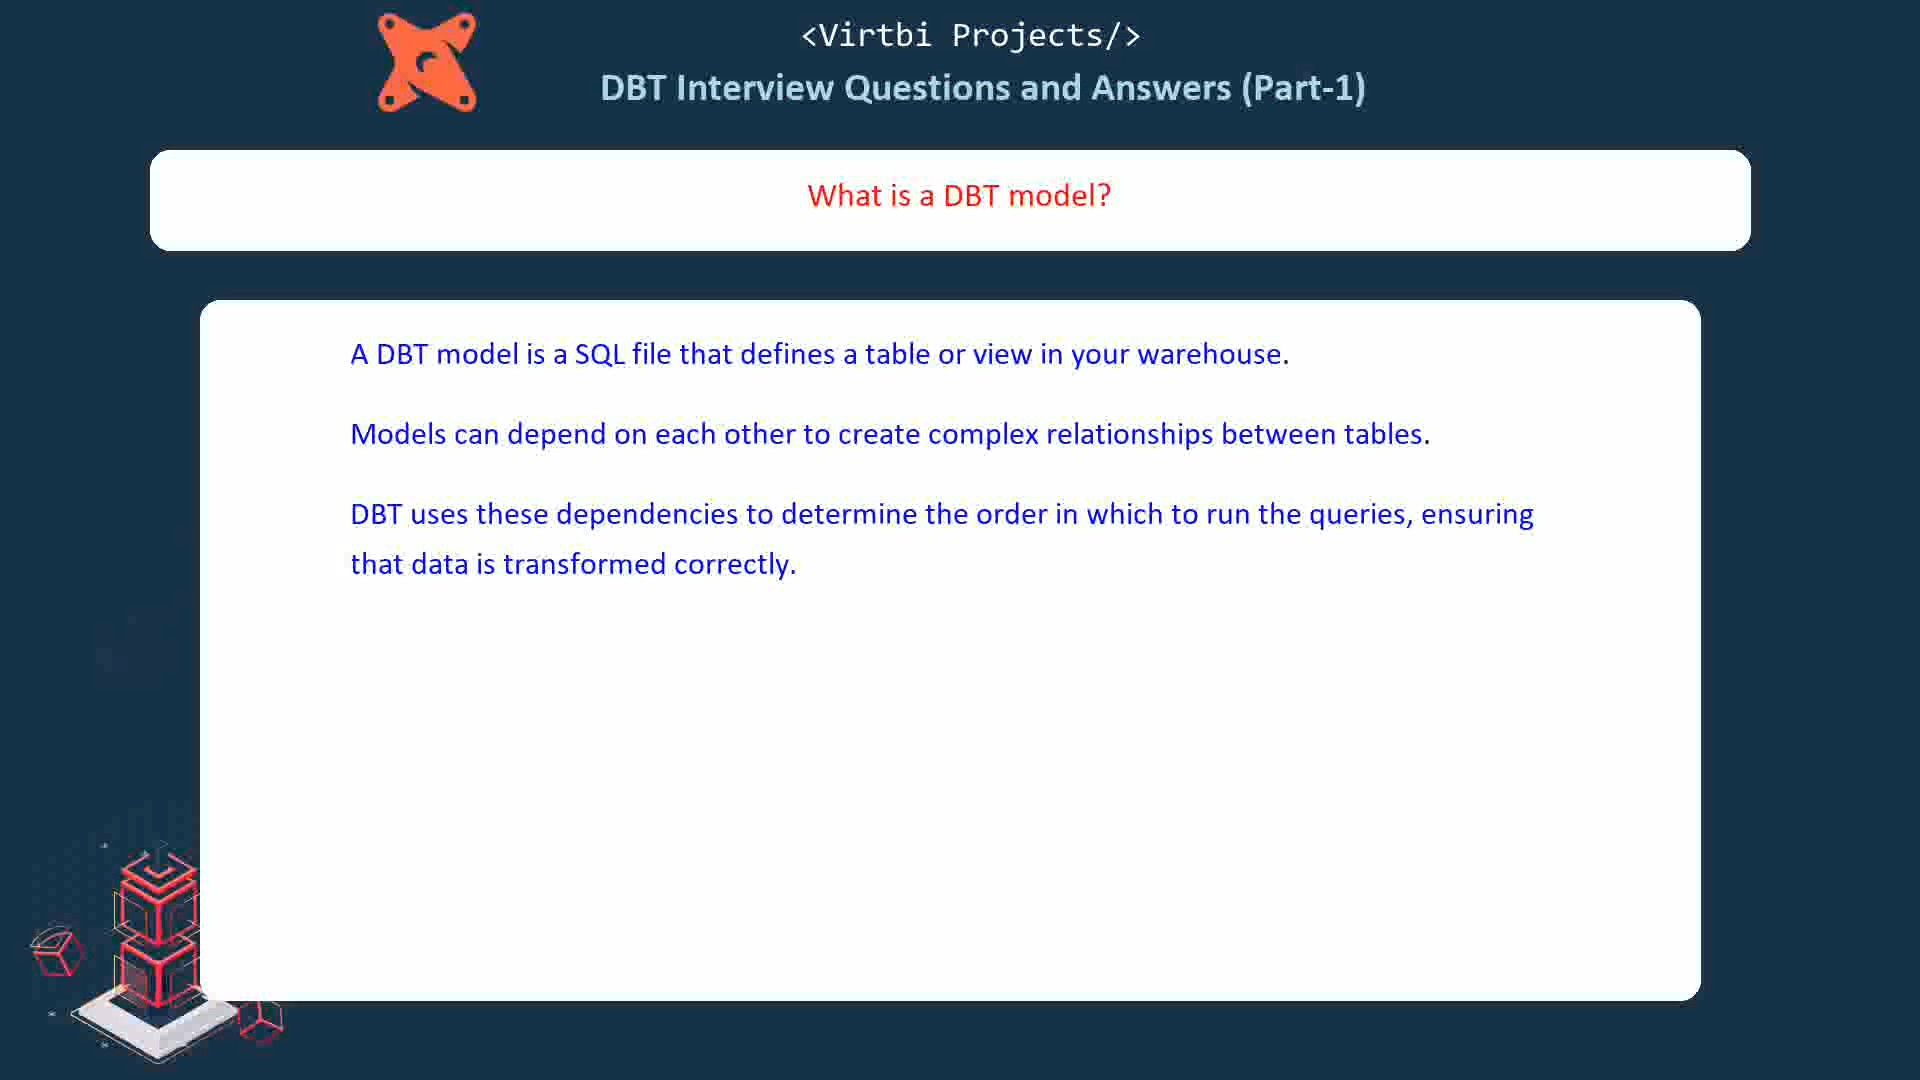 <Virtbi Projects/>
DBT Interview Questions and Answers (Part-1)
What is a DBT model?
A DBT model is a SQL file that defines a table or view in your warehouse.
Models can depend on each other to create complex relationships between tables.
DBT uses these dependencies to determine the order in which to run the queries, ensuring
that data is transformed correctly.